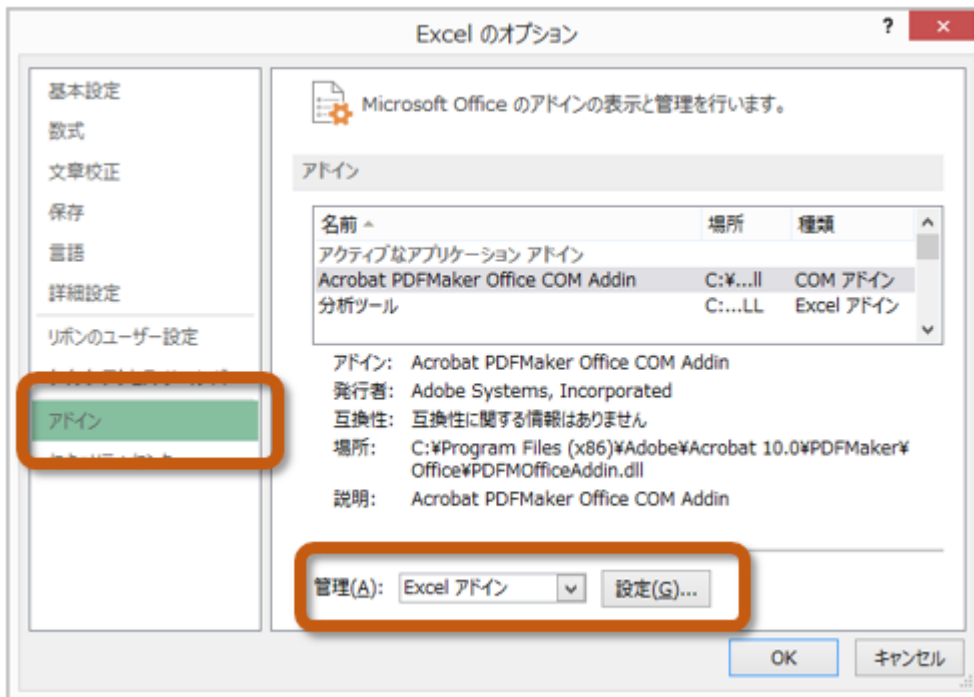 Excel のオプション
?
基本設定
数式
文章校正
保存
言語
詳細設定
リボンのユーザー設定
アドイン
Microsoft Office のアドインの表示と管理を行います。
アドイン
名前 場所 種類
アクティブなアプリケーション アドイン
Acrobat PDFMaker Office COM Addin C:¥...ll COM アドイン
分析ツール C:...LL Excel アドイン
アドイン: Acrobat PDFMaker Office COM Addin
発行者: Adobe Systems, Incorporated
互換性: 互換性に関する情報はありません
場所: C:¥Program Files (x86)¥Adobe¥Acrobat 10.0¥PDFMaker¥
Office¥PDFMOfficeAddin.dll
説明: Acrobat PDFMaker Office COM Addin
管理(A): Excel アドイン 設定(G)...
OK キャンセル